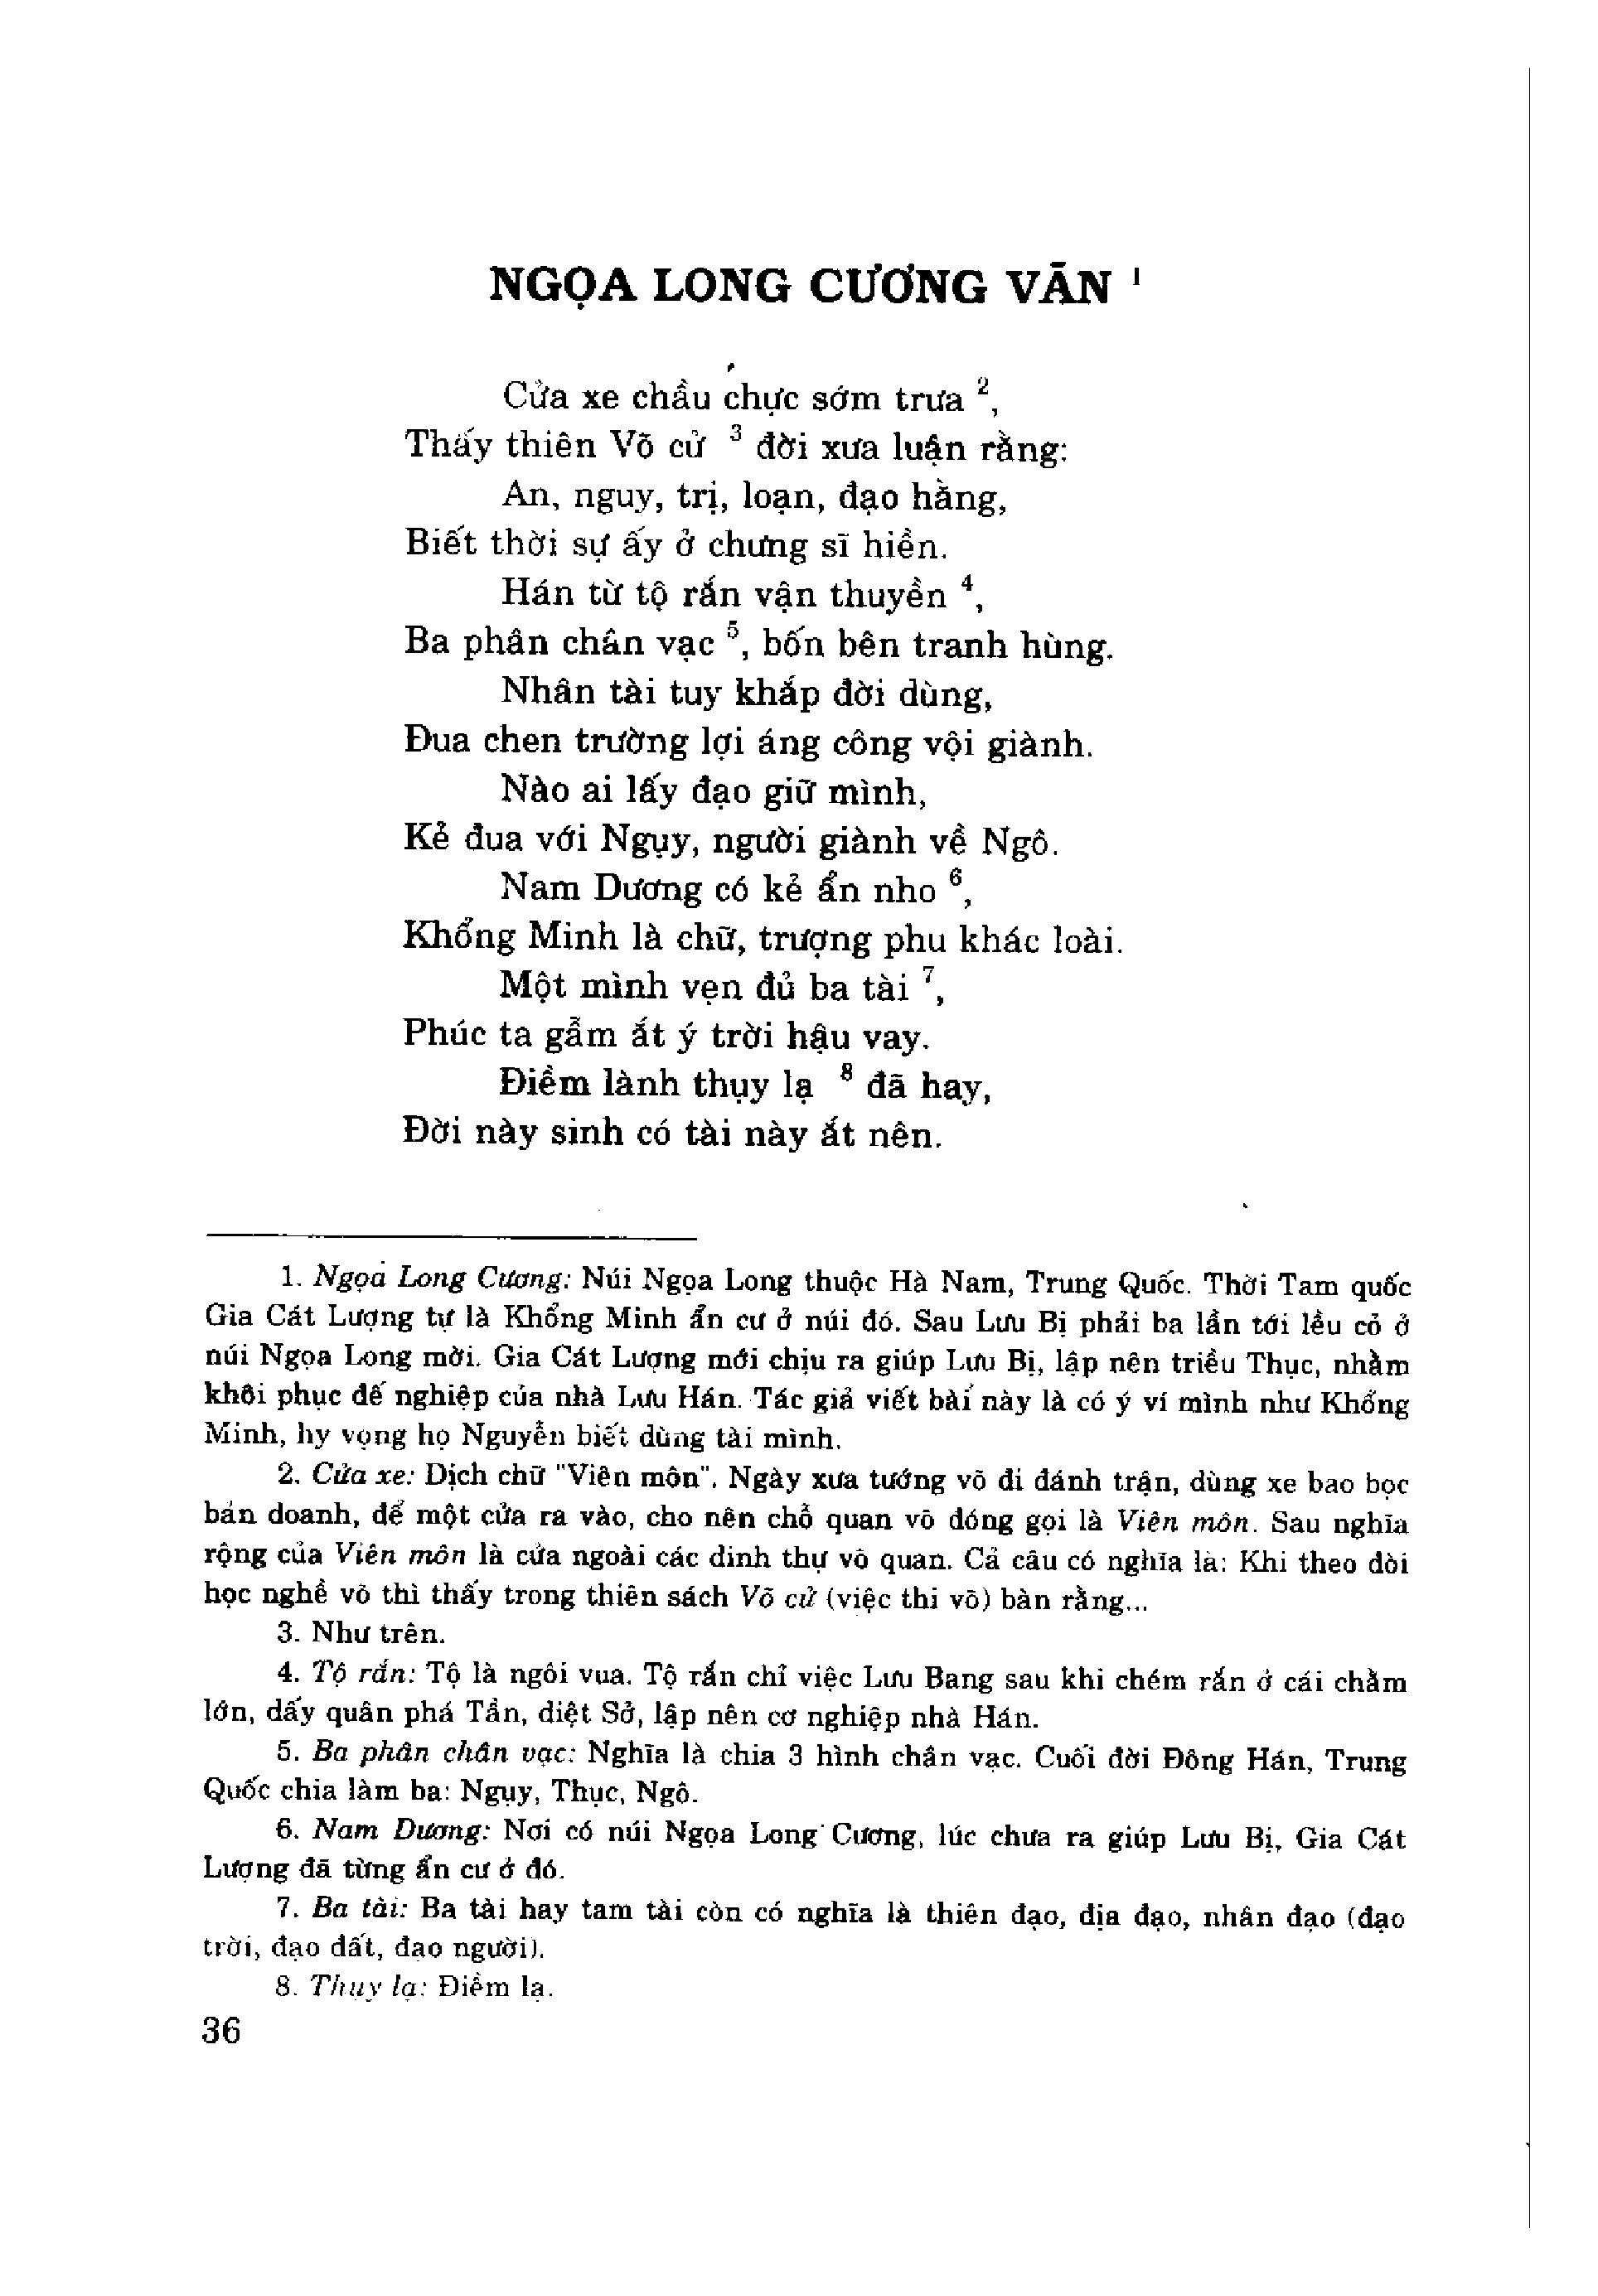 NGỌA LONG CƯƠNG VÃN ¹
Cửa xe chầu chực sớm trưa ²,
Thấy thiên Võ cử ³ đời xưa luận rằng:
An, nguy, trị, loạn, đạo hằng,
Biết thời sự ấy ở chưng sĩ hiền.
Hán từ tộ rắn vận thuyền ⁴,
Ba phân chân vạc ⁵, bốn bên tranh hùng.
Nhân tài tuy khắp đời dùng,
Đua chen trường lợi áng công vội giành.
Nào ai lấy đạo giữ mình,
Kẻ đua với Ngụy, người giành về Ngô.
Nam Dương có kẻ ẩn nho ⁶,
Khổng Minh là chữ, trượng phu khác loài.
Một mình vẹn đủ ba tài ⁷,
Phúc ta gẫm ắt ý trời hậu vay.
Điềm lành thụy lạ ⁸ đã hay,
Đời này sinh có tài này ắt nên.
1. Ngọa Long Cương: Núi Ngọa Long thuộc Hà Nam, Trung Quốc. Thời Tam quốc
Gia Cát Lượng tự là Khổng Minh ẩn cư ở núi đó. Sau Lưu Bị phải ba lần tới lều cỏ ở
núi Ngọa Long mời. Gia Cát Lượng mới chịu ra giúp Lưu Bị, lập nên triều Thục, nhằm
khôi phục đế nghiệp của nhà Lưu Hán. Tác giả viết bài này là có ý ví mình như Khổng
Minh, hy vọng họ Nguyễn biết dùng tài mình.
2. Cửa xe: Dịch chữ "Viên môn". Ngày xưa tướng võ đi đánh trận, dùng xe bao bọc
bản doanh, để một cửa ra vào, cho nên chỗ quan võ đóng gọi là Viên môn. Sau nghĩa
rộng của Viên môn là cửa ngoài các dinh thự võ quan. Cả câu có nghĩa là: Khi theo đòi
học nghề võ thì thấy trong thiên sách Võ cử (việc thi võ) bàn rằng...
3. Như trên.
4. Tộ rắn: Tộ là ngôi vua. Tộ rắn chỉ việc Lưu Bang sau khi chém rắn ở cái chằm
lớn, dấy quân phá Tần, diệt Sở, lập nên cơ nghiệp nhà Hán.
5. Ba phân chân vạc: Nghĩa là chia 3 hình chân vạc. Cuối đời Đông Hán, Trung
Quốc chia làm ba: Ngụy, Thục, Ngô.
6. Nam Dương: Nơi có núi Ngọa Long Cương, lúc chưa ra giúp Lưu Bị, Gia Cát
Lượng đã từng ẩn cư ở đó.
7. Ba tài: Ba tài hay tam tài còn có nghĩa là thiên đạo, địa đạo, nhân đạo (đạo
trời, đạo đất, đạo người).
8. Thụy lạ: Điềm lạ.
36